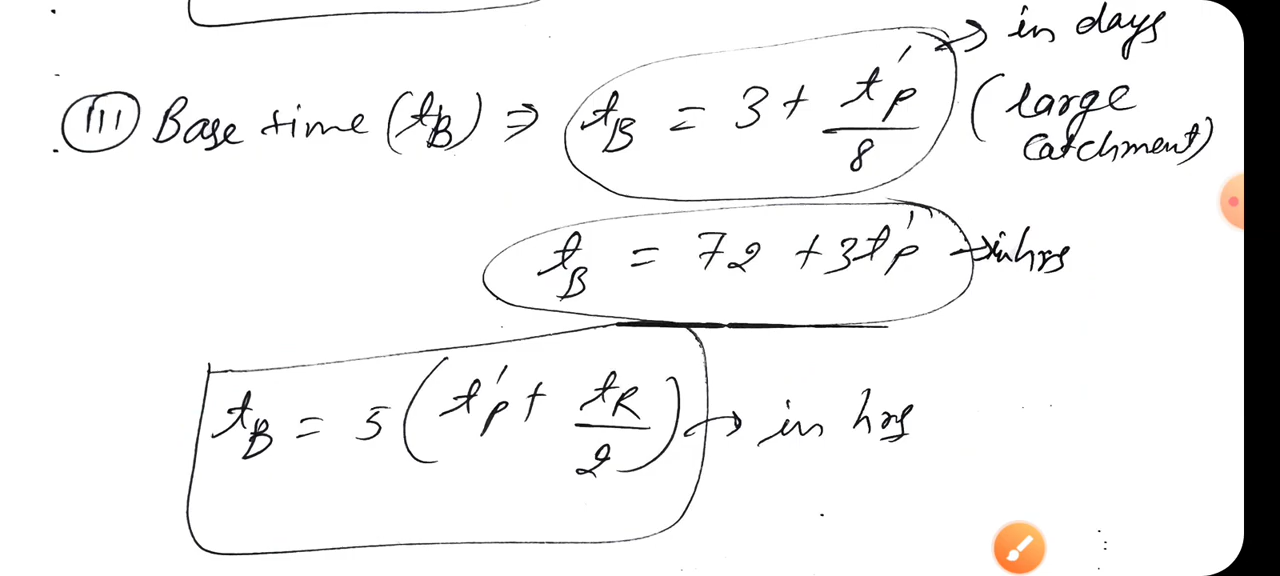 → in days
(III) Base time (tB) ⇒ tB = 3 + t'p/8 (large catchment)
tB = 72 + 3t'p → in hrs
tB = 5(t'p + tR/2) → in hrs